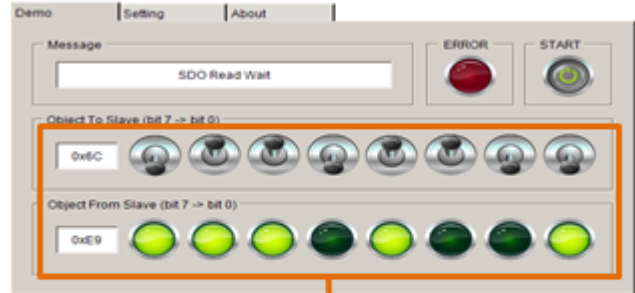 Demo Setting About
Message ERROR START
SDO Read Wait
Object To Slave (bit 7 -> bit 0)
0x6C
Object From Slave (bit 7 -> bit 0)
0xE9